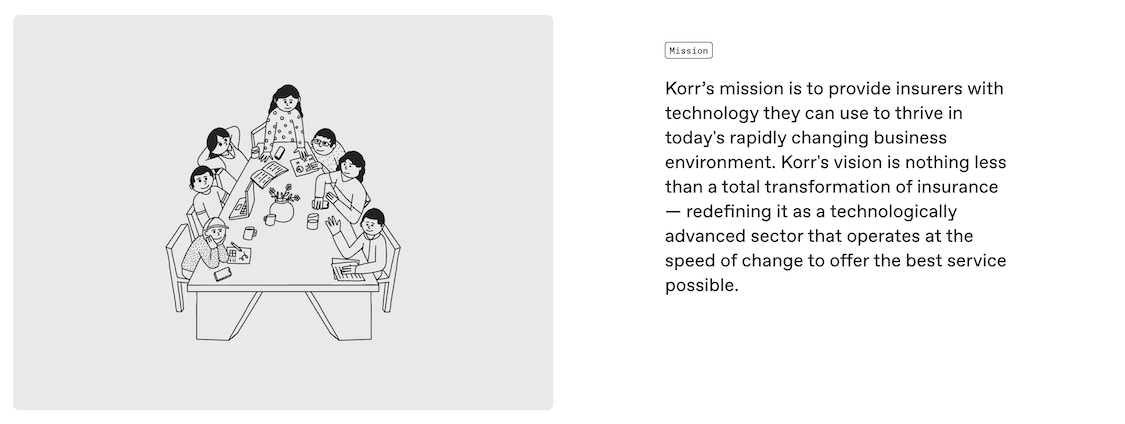 Mission
Korr’s mission is to provide insurers with
technology they can use to thrive in
today's rapidly changing business
environment. Korr's vision is nothing less
than a total transformation of insurance
— redefining it as a technologically
advanced sector that operates at the
speed of change to offer the best service
possible.